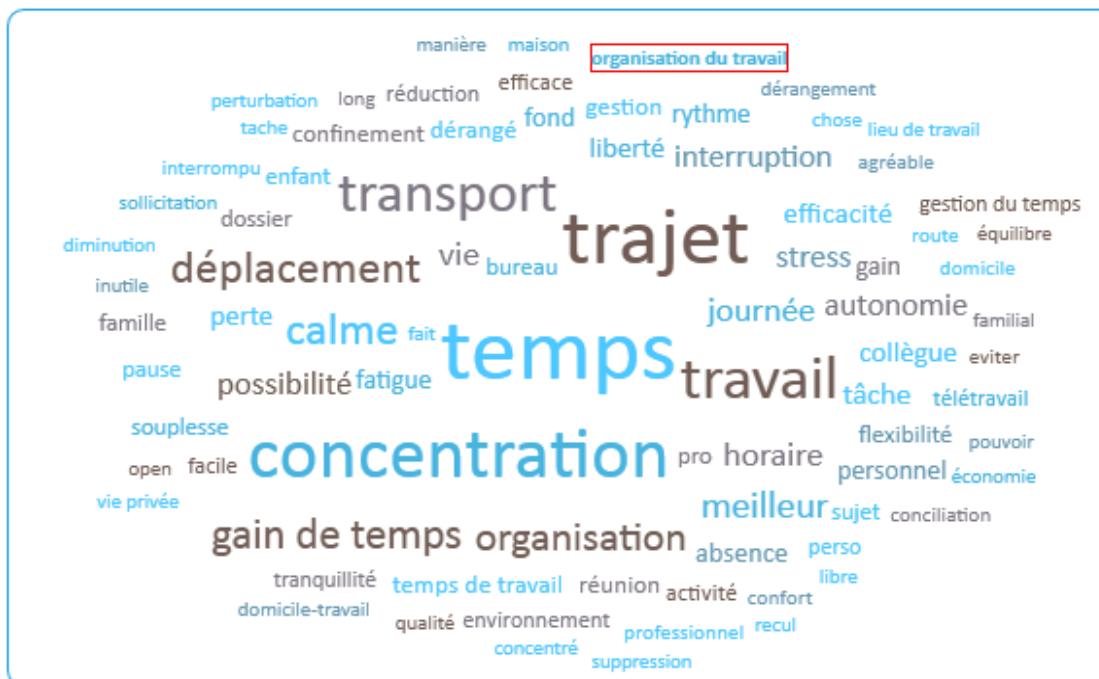 manière maison organisation du travail
efficace dérangement
perturbation long réduction gestion rythme
tache confinement dérangé fond chose lieu de travail
liberté interruption agréable
interrompu enfant transport
sollicitation dossier trajet efficacité gestion du temps
diminution déplacement vie bureau stress gain route équilibre
inutile domicile
famille perte calme fait temps journée autonomie familial
pause possibilité fatigue travail collègue eviter
tâche télétravail
souplesse flexibilité pouvoir
open facile concentration pro horaire personnel économie
vie privée meilleur sujet conciliation
gain de temps organisation absence perso
tranquillité temps de travail réunion activité libre
domicile-travail confort
qualité environnement professionnel recul
concentré suppression